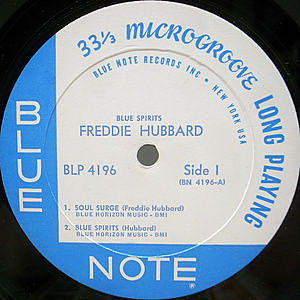 33⅓ MICROGROOVE LONG PLAYING
BLUE NOTE RECORDS INC • NEW YORK USA
BLUE SPIRITS
FREDDIE HUBBARD
BLP 4196
Side 1
(BN 4196-A)
1. SOUL SURGE (Freddie Hubbard)
BLUE HORIZON MUSIC - BMI
2. BLUE SPIRITS (Hubbard)
BLUE HORIZON MUSIC - BMI
BLUE
NOTE ®